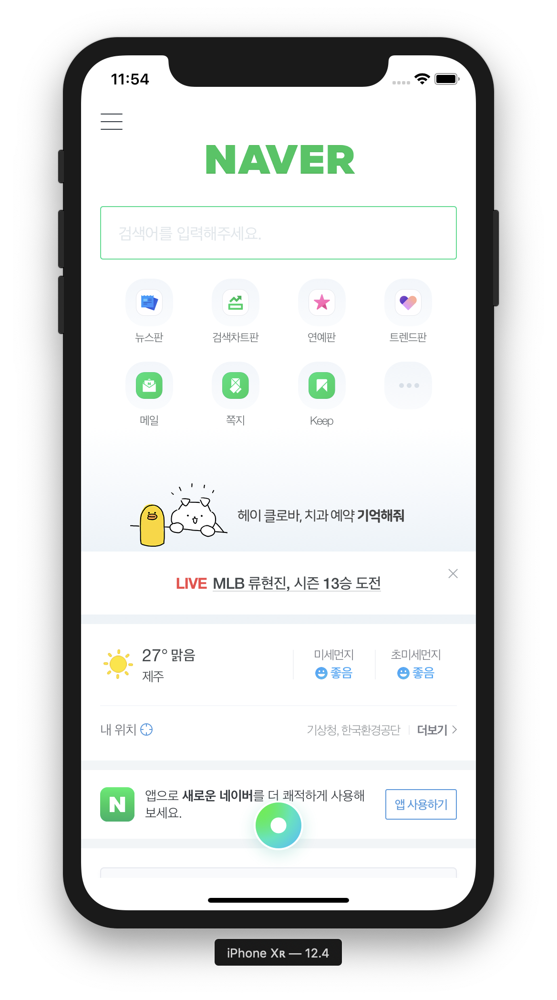 11:54
NAVER
검색어를 입력해주세요.
뉴스판 검색차트판 연예판 트렌드판
메일 쪽지 Keep
헤이 클로바, 치과 예약 기억해줘
LIVE MLB 류현진, 시즌 13승 도전
27° 맑음
제주
미세먼지
좋음
초미세먼지
좋음
내 위치
기상청, 한국환경공단 더보기
앱으로 새로운 네이버를 더 쾌적하게 사용해
보세요.
앱 사용하기
iPhone Xʀ — 12.4